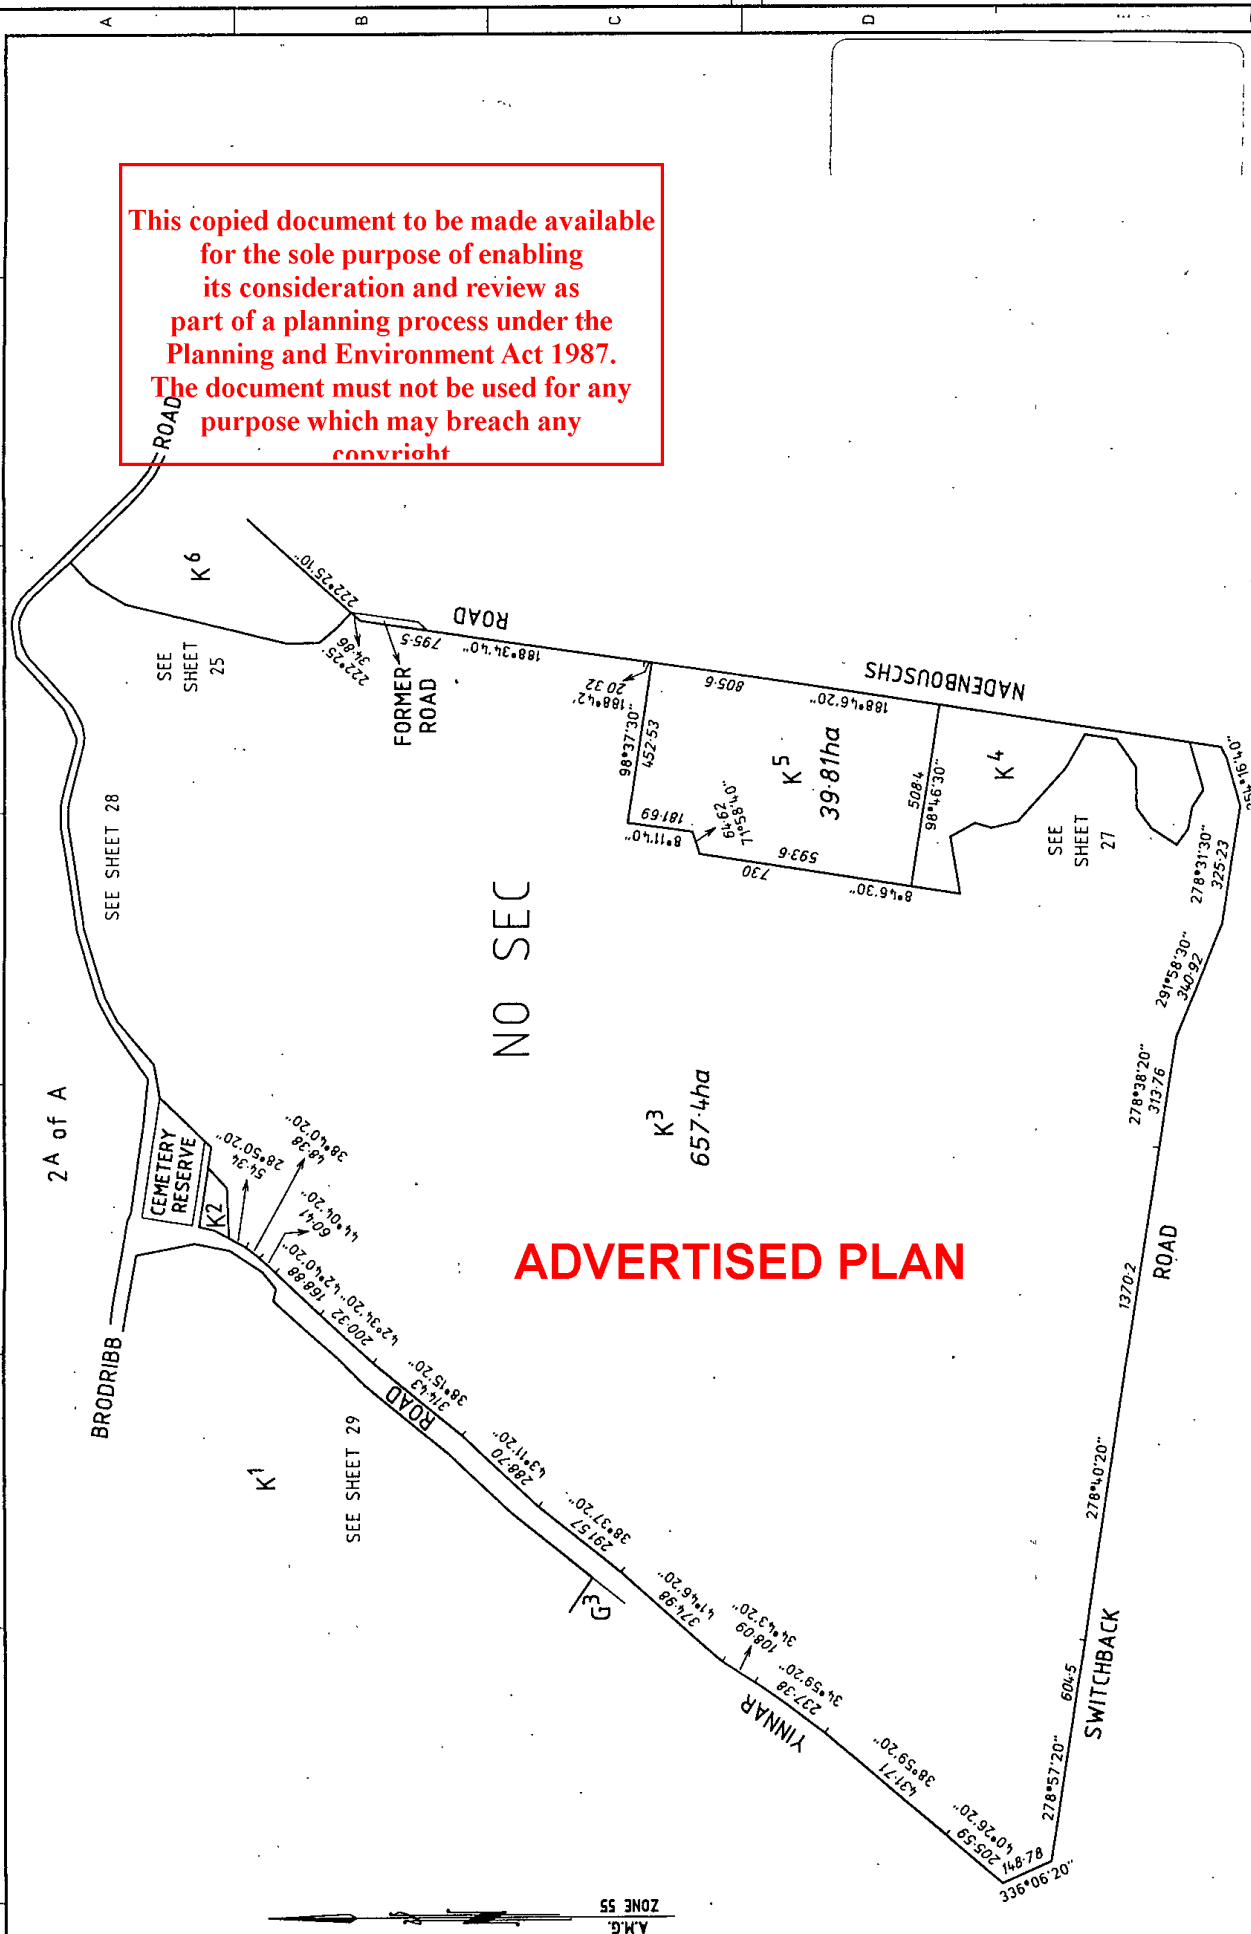 A
B
C
D
E
This copied document to be made available
for the sole purpose of enabling
its consideration and review as
part of a planning process under the
Planning and Environment Act 1987.
The document must not be used for any
purpose which may breach any
copyright
ROAD
K6
SEE
SHEET
25
222°25'10"
222°25'
34·86
FORMER
ROAD
795·5
188°34'40"
ROAD
NADENBOUSCHS
188°42'
20·32
98°37'30"
452·53
805·6
188°46'20"
181·69
8°11'40"
64·62
71°58'40"
K5
39·81ha
593·6
730
8°46'30"
508·4
98°46'30"
K4
SEE
SHEET
27
254°16'40"
278°31'30"
325·23
291°58'30"
340·92
278°38'20"
313·76
SEE SHEET 28
NO SEC
2A of A
CEMETERY
RESERVE
K2
54·34
28°50'20"
48·38
38°40'20"
60·41
44°04'20"
168·88
42°40'20"
200·32
42°34'20"
314·43
38°15'20"
288·70
43°11'20"
291·57
38°37'20"
374·98
41°46'20"
108·09
34°43'20"
237·38
34°59'20"
431·71
38°59'20"
205·59
40°26'20"
148·78
336°06'20"
K3
657·4ha
ADVERTISED PLAN
BRODRIBB
K1
SEE SHEET 29
ROAD
G3
YINNAR
1370·2
ROAD
278°40'20"
604·5
SWITCHBACK
278°57'20"
A.M.G.
ZONE 55